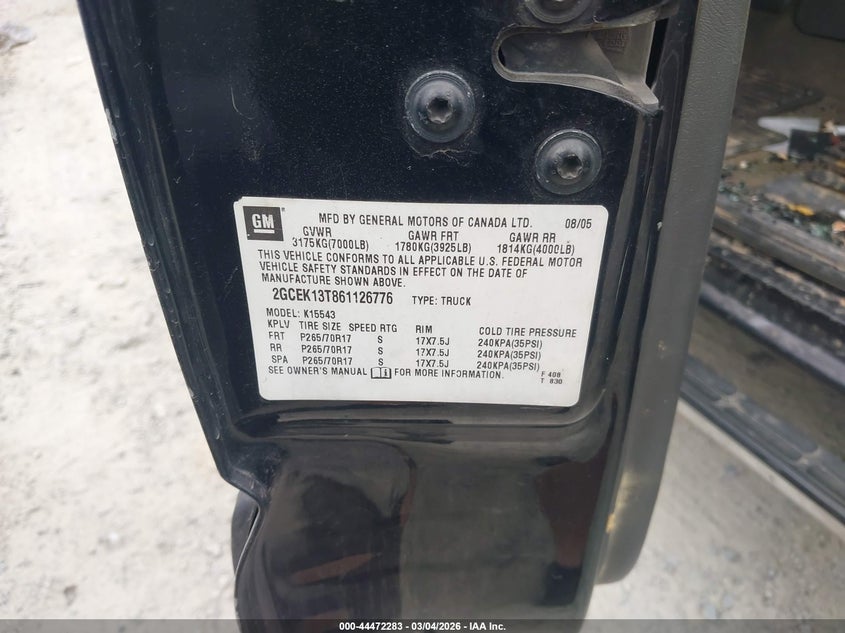 GM ® MFD BY GENERAL MOTORS OF CANADA LTD. 08/05
GVWR GAWR FRT GAWR RR
3175KG(7000LB) 1780KG(3925LB) 1814KG(4000LB)
THIS VEHICLE CONFORMS TO ALL APPLICABLE U.S. FEDERAL MOTOR
VEHICLE SAFETY STANDARDS IN EFFECT ON THE DATE OF
MANUFACTURE SHOWN ABOVE.
2GCEK13T861126776 TYPE: TRUCK
MODEL: K15543
KPLV TIRE SIZE SPEED RTG RIM COLD TIRE PRESSURE
FRT P265/70R17 S 17X7.5J 240KPA(35PSI)
RR P265/70R17 S 17X7.5J 240KPA(35PSI)
SPA P265/70R17 S 17X7.5J 240KPA(35PSI)
SEE OWNER'S MANUAL FOR MORE INFORMATION.
F 408
T 830
000-44472283 - 03/04/2026 - IAA Inc.